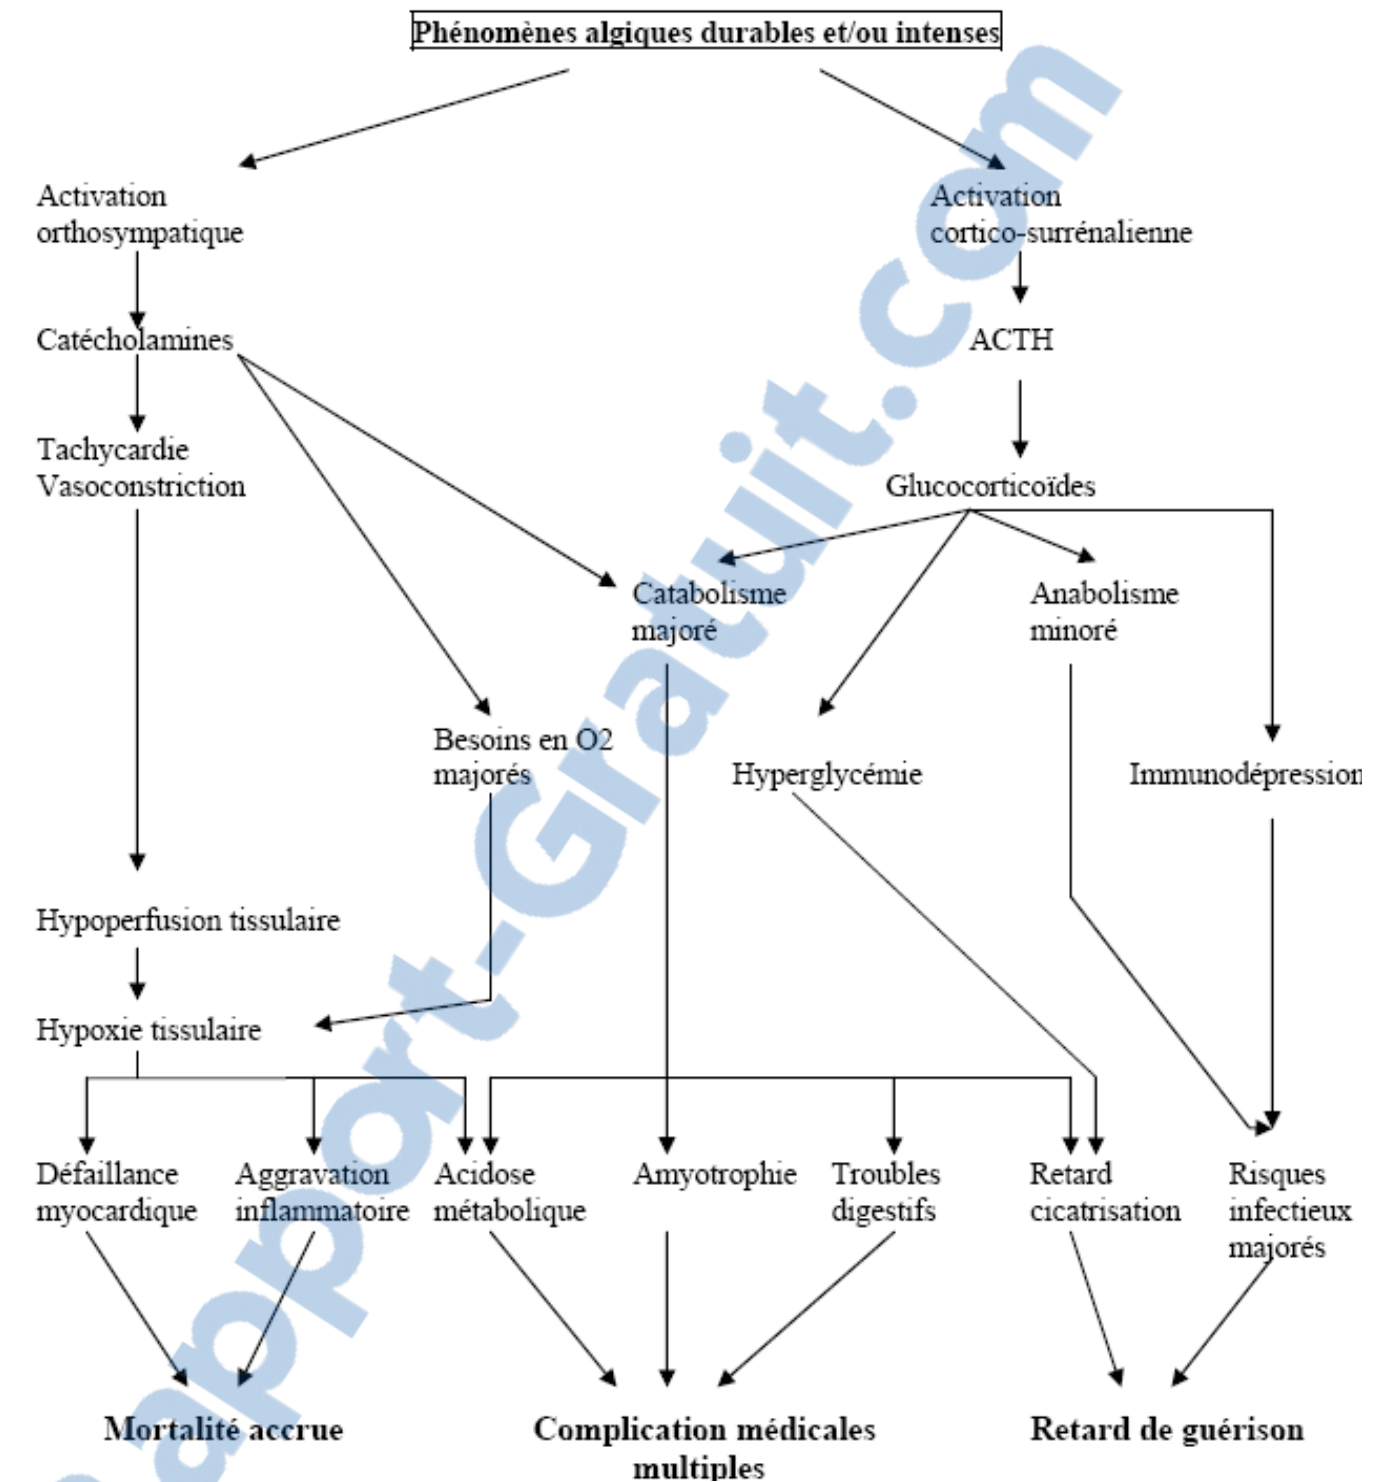 Phénomènes algiques durables et/ou intenses
Activation
orthosympatique
Activation
cortico-surrénalienne
Catécholamines
ACTH
Tachycardie
Vasoconstriction
Glucocorticoïdes
Catabolisme
majoré
Anabolisme
minoré
Besoins en O2
majorés
Hyperglycémie
Immunodépression
Hypoperfusion tissulaire
Hypoxie tissulaire
Défaillance
myocardique
Aggravation
inflammatoire
Acidose
métabolique
Amyotrophie
Troubles
digestifs
Retard
cicatrisation
Risques
infectieux
majorés
Mortalité accrue
Complication médicales
multiples
Retard de guérison
apport-Gratuit.com